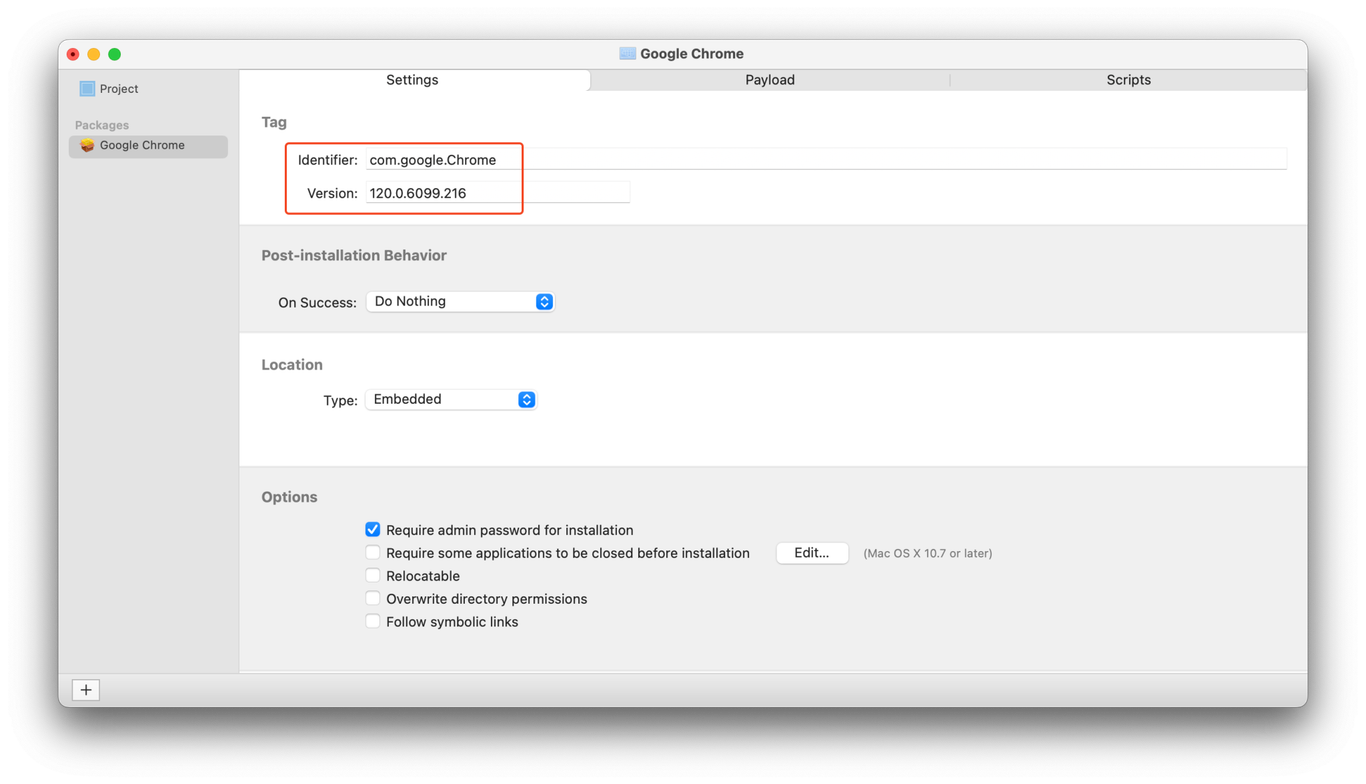 Google Chrome
Project
Packages
Google Chrome
Settings
Payload
Scripts
Tag
Identifier: com.google.Chrome
Version: 120.0.6099.216
Post-installation Behavior
On Success: Do Nothing
Location
Type: Embedded
Options
Require admin password for installation
Require some applications to be closed before installation Edit... (Mac OS X 10.7 or later)
Relocatable
Overwrite directory permissions
Follow symbolic links